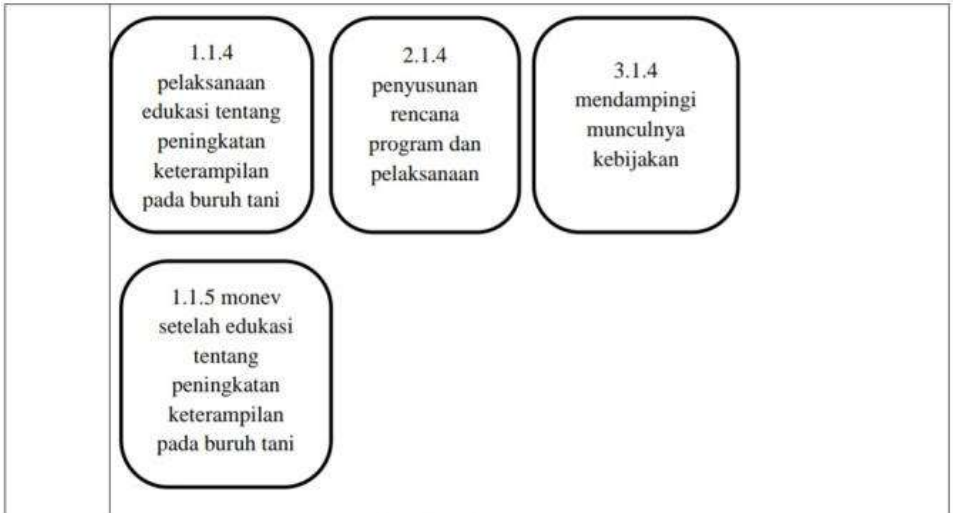 1.1.4
pelaksanaan
edukasi tentang
peningkatan
keterampilan
pada buruh tani
2.1.4
penyusunan
rencana
program dan
pelaksanaan
3.1.4
mendampingi
munculnya
kebijakan
1.1.5 monev
setelah edukasi
tentang
peningkatan
keterampilan
pada buruh tani